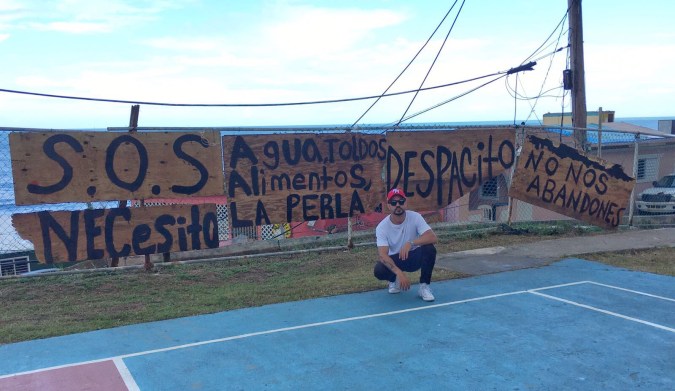 S.O.S
NECesito
Agua, TOLDOS
Alimentos,
LA PERLA.
DESPACito
No NOS
ABANDONES